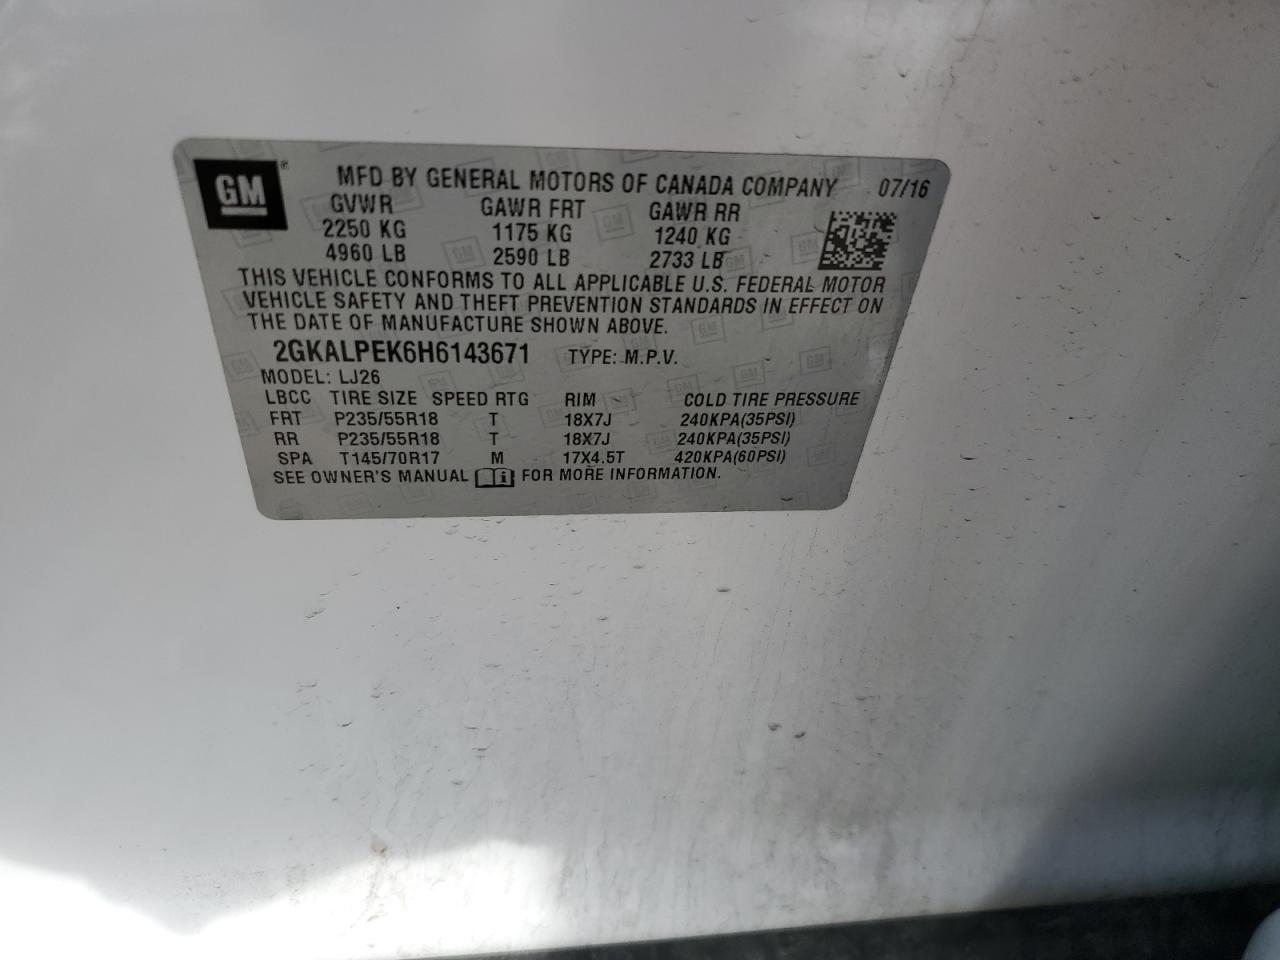 GM
MFD BY GENERAL MOTORS OF CANADA COMPANY 07/16
GVWR GAWR FRT GAWR RR
2250 KG 1175 KG 1240 KG
4960 LB 2590 LB 2733 LB
THIS VEHICLE CONFORMS TO ALL APPLICABLE U.S. FEDERAL MOTOR
VEHICLE SAFETY AND THEFT PREVENTION STANDARDS IN EFFECT ON
THE DATE OF MANUFACTURE SHOWN ABOVE.
2GKALPEK6H6143671 TYPE: M.P.V.
MODEL: LJ26
LBCC TIRE SIZE SPEED RTG RIM COLD TIRE PRESSURE
FRT P235/55R18 T 18X7J 240KPA(35PSI)
RR P235/55R18 T 18X7J 240KPA(35PSI)
SPA T145/70R17 M 17X4.5T 420KPA(60PSI)
SEE OWNER'S MANUAL FOR MORE INFORMATION.